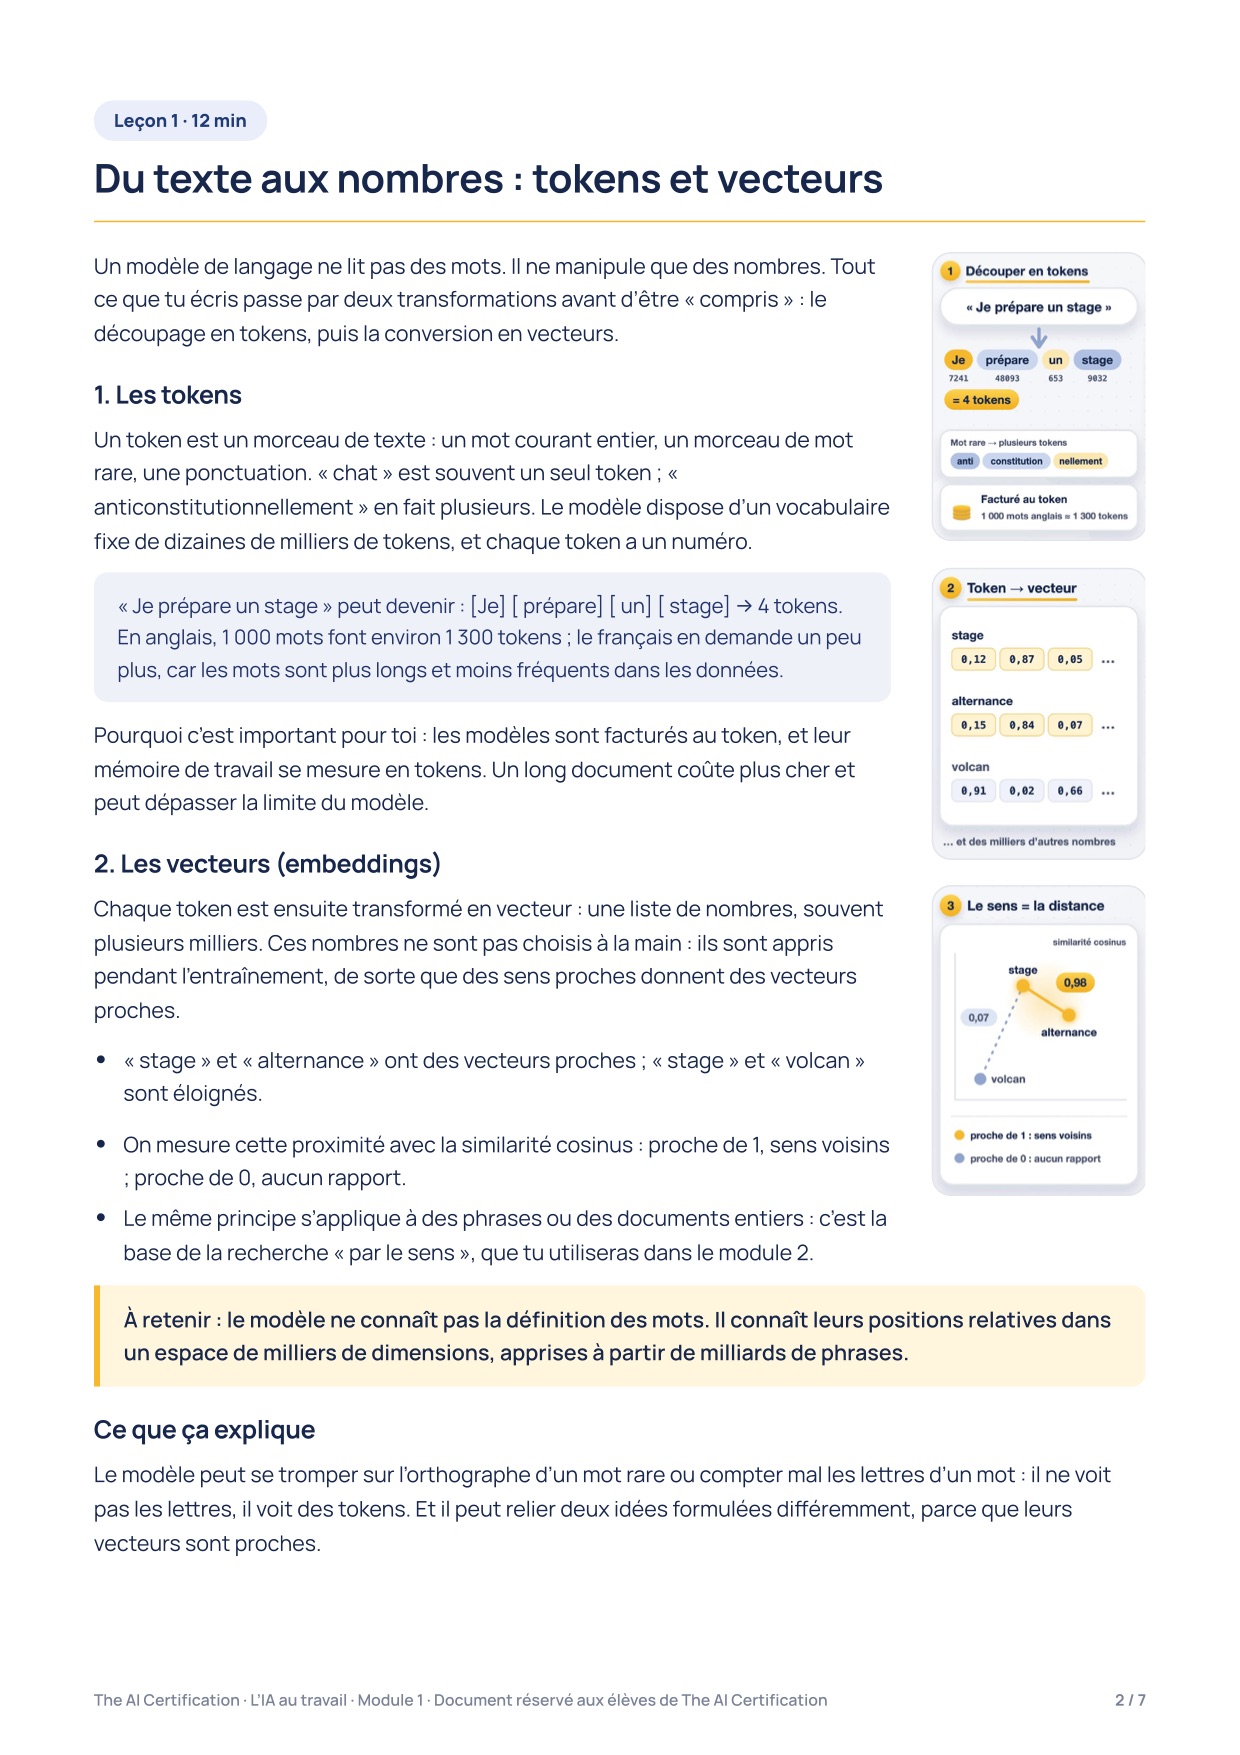 Leçon 1 · 12 min
Du texte aux nombres : tokens et vecteurs
Un modèle de langage ne lit pas des mots. Il ne manipule que des nombres. Tout
ce que tu écris passe par deux transformations avant d’être « compris » : le
découpage en tokens, puis la conversion en vecteurs.
1. Les tokens
Un token est un morceau de texte : un mot courant entier, un morceau de mot
rare, une ponctuation. « chat » est souvent un seul token ; «
anticonstitutionnellement » en fait plusieurs. Le modèle dispose d’un vocabulaire
fixe de dizaines de milliers de tokens, et chaque token a un numéro.
« Je prépare un stage » peut devenir : [Je] [ prépare] [ un] [ stage] → 4 tokens.
En anglais, 1 000 mots font environ 1 300 tokens ; le français en demande un peu
plus, car les mots sont plus longs et moins fréquents dans les données.
Pourquoi c’est important pour toi : les modèles sont facturés au token, et leur
mémoire de travail se mesure en tokens. Un long document coûte plus cher et
peut dépasser la limite du modèle.
2. Les vecteurs (embeddings)
Chaque token est ensuite transformé en vecteur : une liste de nombres, souvent
plusieurs milliers. Ces nombres ne sont pas choisis à la main : ils sont appris
pendant l’entraînement, de sorte que des sens proches donnent des vecteurs
proches.
• « stage » et « alternance » ont des vecteurs proches ; « stage » et « volcan »
sont éloignés.
• On mesure cette proximité avec la similarité cosinus : proche de 1, sens voisins
; proche de 0, aucun rapport.
• Le même principe s’applique à des phrases ou des documents entiers : c’est la
base de la recherche « par le sens », que tu utiliseras dans le module 2.
1 Découper en tokens
« Je prépare un stage »
Je prépare un stage
7241 48093 653 9032
= 4 tokens
Mot rare → plusieurs tokens
anti constitution nellement
Facturé au token
1 000 mots anglais ≈ 1 300 tokens
2 Token → vecteur
stage
0,12 0,87 0,05 ...
alternance
0,15 0,84 0,07 ...
volcan
0,91 0,02 0,66 ...
... et des milliers d’autres nombres
3 Le sens = la distance
similarité cosinus
stage
0,98
0,07
alternance
volcan
proche de 1 : sens voisins
proche de 0 : aucun rapport
À retenir : le modèle ne connaît pas la définition des mots. Il connaît leurs positions relatives dans
un espace de milliers de dimensions, apprises à partir de milliards de phrases.
Ce que ça explique
Le modèle peut se tromper sur l’orthographe d’un mot rare ou compter mal les lettres d’un mot : il ne voit
pas les lettres, il voit des tokens. Et il peut relier deux idées formulées différemment, parce que leurs
vecteurs sont proches.
The AI Certification · L’IA au travail · Module 1 · Document réservé aux élèves de The AI Certification
2 / 7